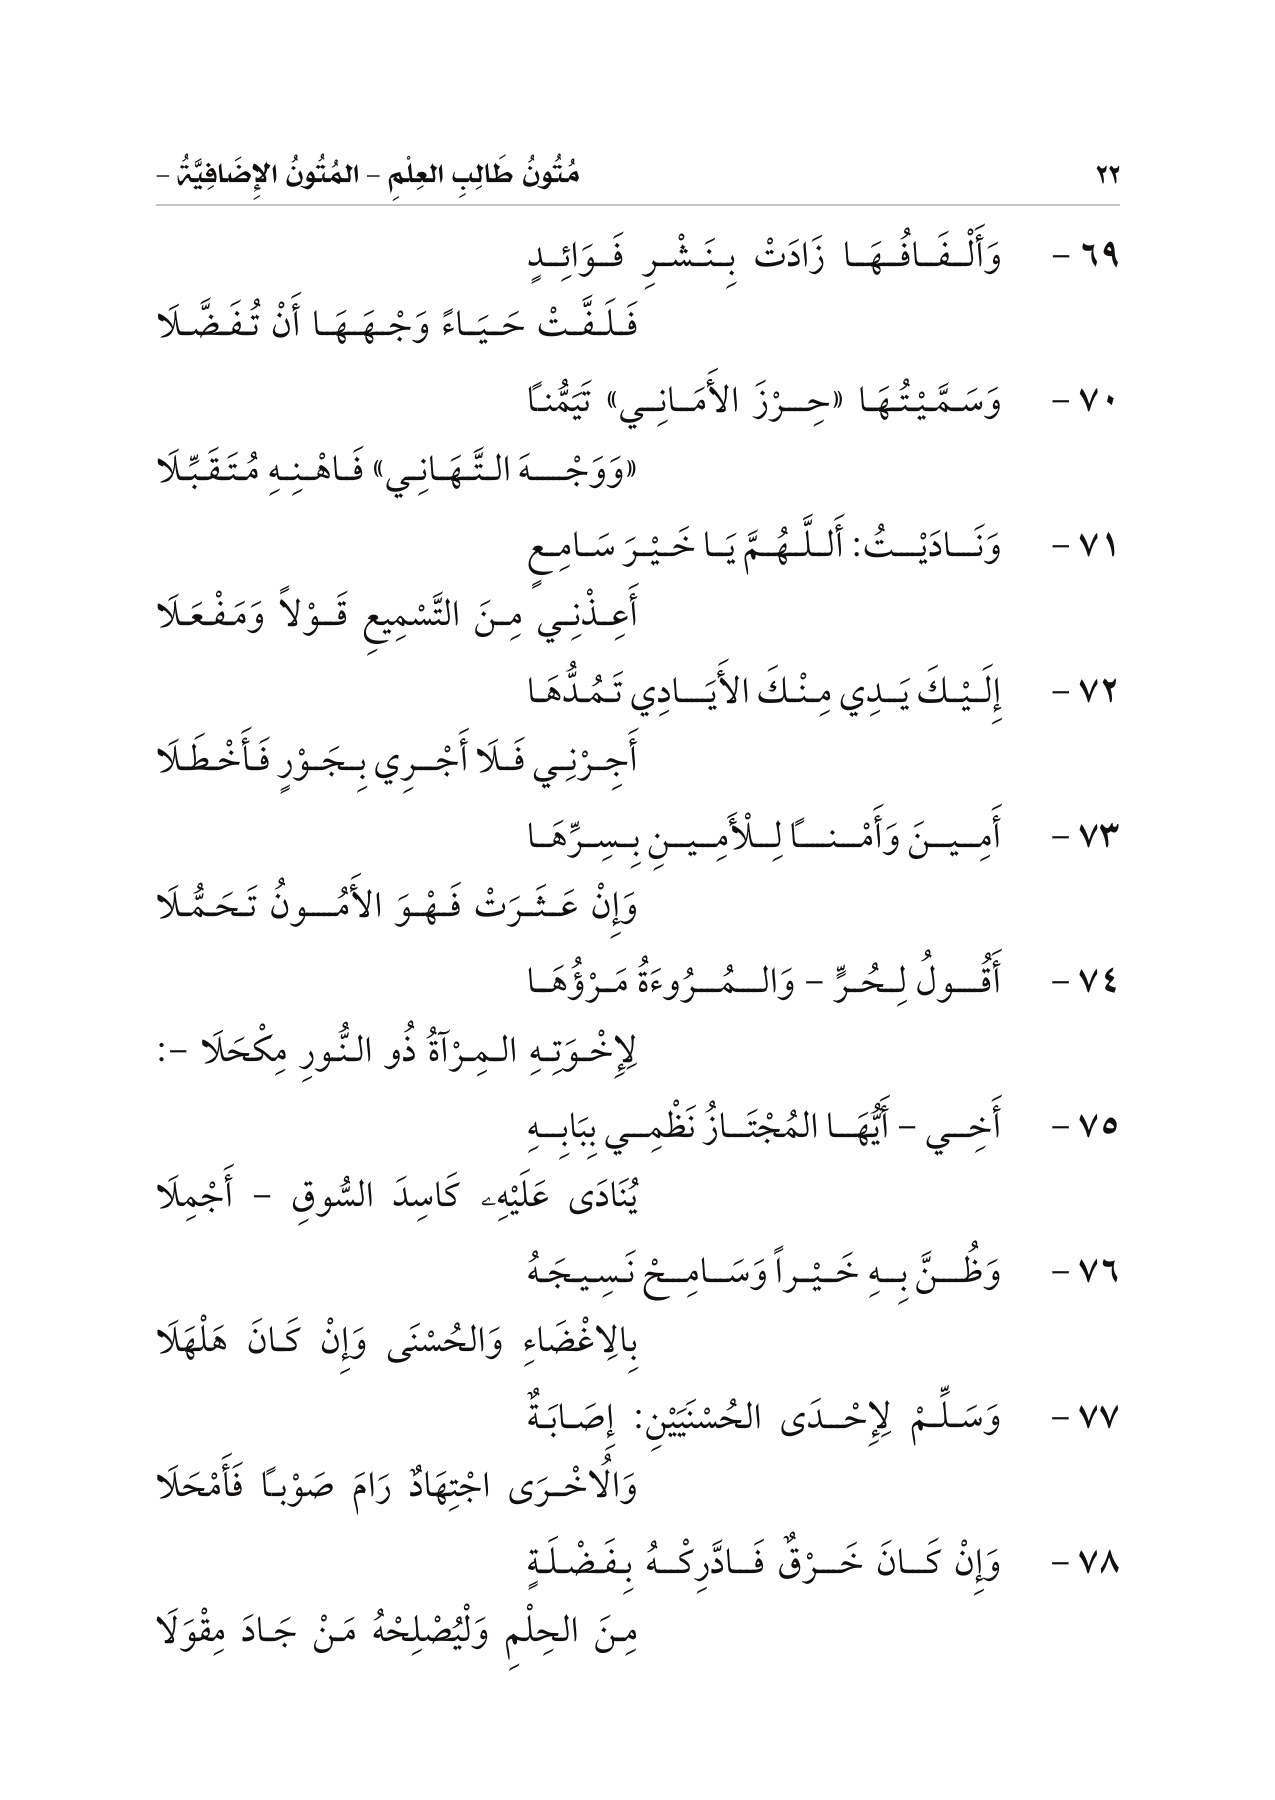 ٢٢ مُتُونُ طَالِبِ العِلْمِ – المُتُونُ الإِضَافِيَّةُ –
٦٩ – وَأَلْفَافُهَا زَادَتْ بِنَشْرِ فَوَائِدٍ
فَلَفَّتْ حَيَاءً وَجْهَهَا أَنْ تُفَضَّلَا
٧٠ – وَسَمَّيْتُهَا «حِرْزَ الأَمَانِي» تَيَمُّنًا
«وَوَجْهَ التَّهَانِي» فَاهْنِهِ مُتَقَبِّلَا
٧١ – وَنَادَيْتُ: أَللَّهُمَّ يَا خَيْرَ سَامِعٍ
أَعِذْنِي مِنَ التَّسْمِيعِ قَوْلاً وَمَفْعَلَا
٧٢ – إِلَيْكَ يَدِي مِنْكَ الأَيَادِي تَمُدُّهَا
أَجِرْنِي فَلَا أَجْرِي بِجَوْرٍ فَأَخْطَلَا
٧٣ – أَمِينَ وَأَمْنًا لِلْأَمِينِ بِسِرِّهَا
وَإِنْ عَثَرَتْ فَهْوَ الأَمُونُ تَحَمُّلَا
٧٤ – أَقُولُ لِحُرٍّ – وَالمُرُوءَةُ مَرْؤُهَا
لِإِخْوَتِهِ المِرْآةُ ذُو النُّورِ مِكْحَلَا –:
٧٥ – أَخِي – أَيُّهَا المُجْتَازُ نَظْمِي بِبَابِهِ
يُنَادَى عَلَيْهِۦ كَاسِدَ السُّوقِ – أَجْمِلَا
٧٦ – وَظُنَّ بِهِ خَيْراً وَسَامِحْ نَسِيجَهُ
بِالِاغْضَاءِ وَالحُسْنَى وَإِنْ كَانَ هَلْهَلَا
٧٧ – وَسَلِّمْ لِإِحْدَى الحُسْنَيَيْنِ: إِصَابَةٌ
وَالُاخْرَى اجْتِهَادٌ رَامَ صَوْبًا فَأَمْحَلَا
٧٨ – وَإِنْ كَانَ خَرْقٌ فَادَّرِكْهُ بِفَضْلَةٍ
مِنَ الحِلْمِ وَلْيُصْلِحْهُ مَنْ جَادَ مِقْوَلَا